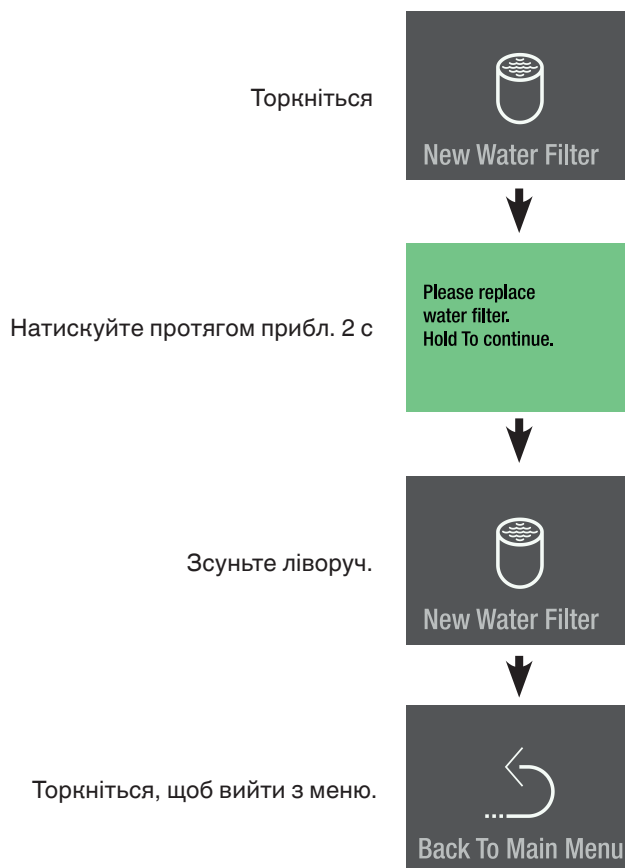 Торкніться
New Water Filter
Натискуйте протягом прибл. 2 с
Please replace
water filter.
Hold To continue.
Зсуньте ліворуч.
New Water Filter
Торкніться, щоб вийти з меню.
Back To Main Menu